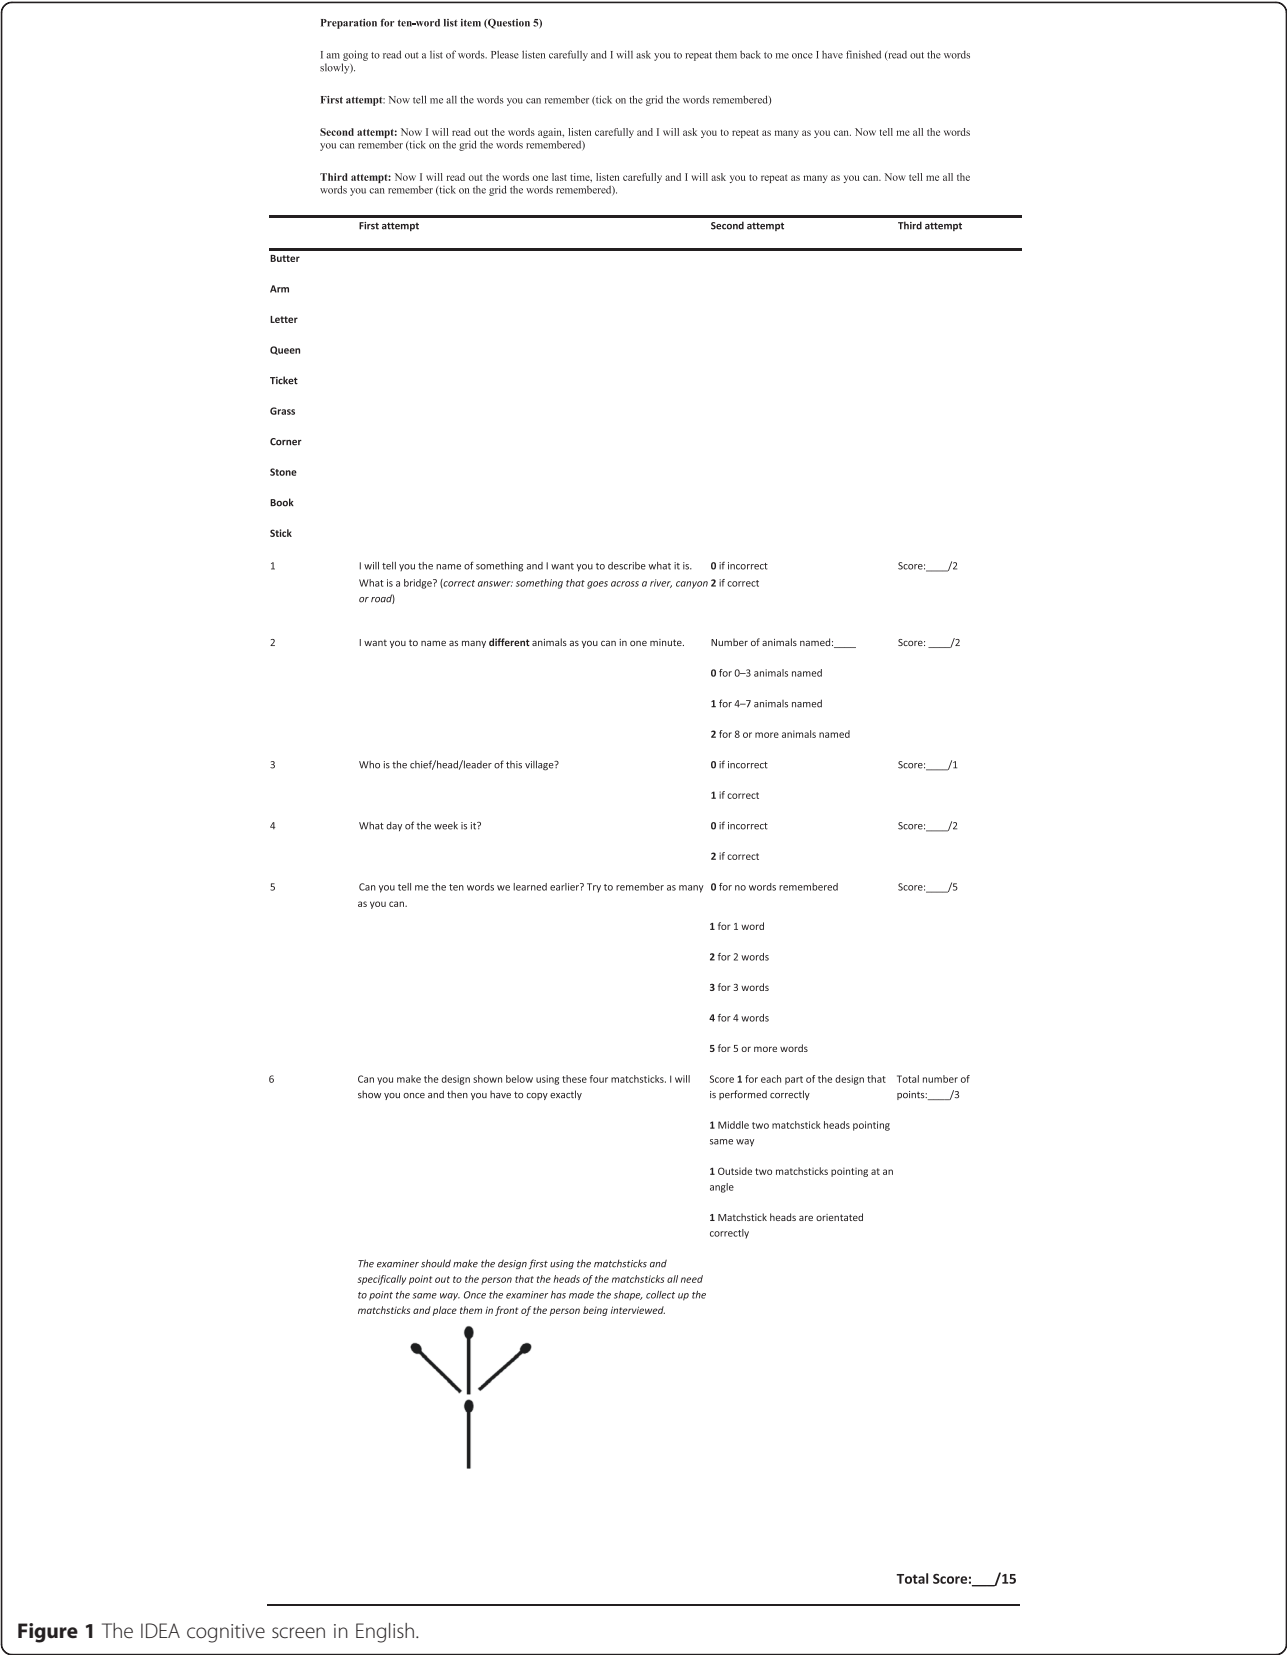 Preparation for ten-word list item (Question 5)
I am going to read out a list of words. Please listen carefully and I will ask you to repeat them back to me once I have finished (read out the words
slowly).
First attempt: Now tell me all the words you can remember (tick on the grid the words remembered)
Second attempt: Now I will read out the words again, listen carefully and I will ask you to repeat as many as you can. Now tell me all the words
you can remember (tick on the grid the words remembered)
Third attempt: Now I will read out the words one last time, listen carefully and I will ask you to repeat as many as you can. Now tell me all the
words you can remember (tick on the grid the words remembered).
First attempt Second attempt Third attempt
Butter
Arm
Letter
Queen
Ticket
Grass
Corner
Stone
Book
Stick
1 I will tell you the name of something and I want you to describe what it is. 0 if incorrect Score:____/2
What is a bridge? (correct answer: something that goes across a river, canyon 2 if correct
or road)
2 I want you to name as many different animals as you can in one minute. Number of animals named:____ Score: ____/2
0 for 0–3 animals named
1 for 4–7 animals named
2 for 8 or more animals named
3 Who is the chief/head/leader of this village? 0 if incorrect Score:____/1
1 if correct
4 What day of the week is it? 0 if incorrect Score:____/2
2 if correct
5 Can you tell me the ten words we learned earlier? Try to remember as many 0 for no words remembered Score:____/5
as you can.
1 for 1 word
2 for 2 words
3 for 3 words
4 for 4 words
5 for 5 or more words
6 Can you make the design shown below using these four matchsticks. I will Score 1 for each part of the design that Total number of
show you once and then you have to copy exactly is performed correctly points:____/3
1 Middle two matchstick heads pointing
same way
1 Outside two matchsticks pointing at an
angle
1 Matchstick heads are orientated
correctly
The examiner should make the design first using the matchsticks and
specifically point out to the person that the heads of the matchsticks all need
to point the same way. Once the examiner has made the shape, collect up the
matchsticks and place them in front of the person being interviewed.
Total Score:___/15
Figure 1 The IDEA cognitive screen in English.